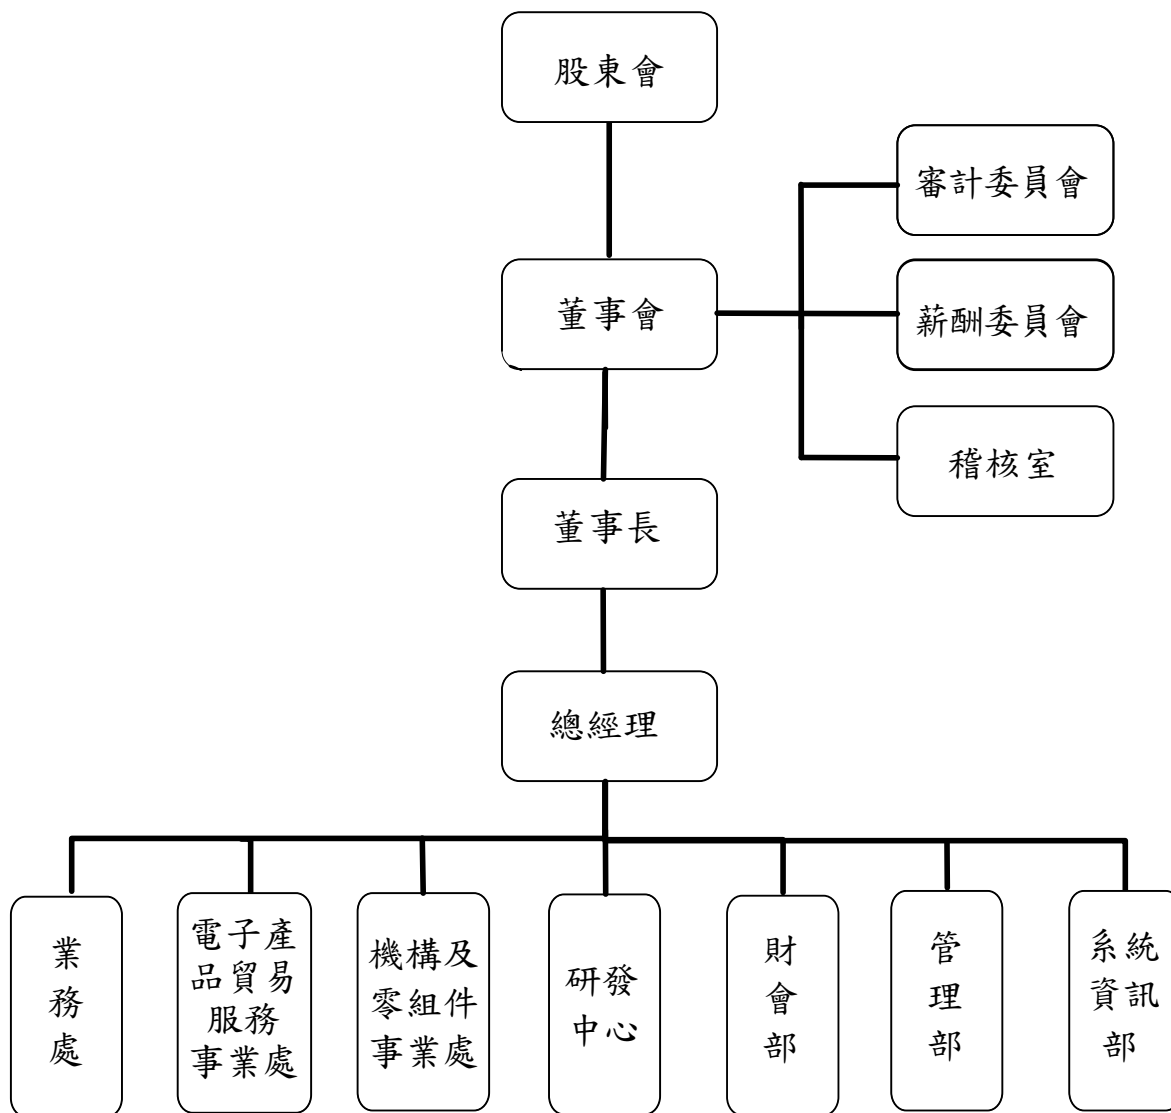 股東會
審計委員會
董事會
薪酬委員會
稽核室
董事長
總經理
業
務
處
電子產
品貿易
服務
事業處
機構及
零組件
事業處
研發
中心
財
會
部
管
理
部
系統
資訊
部